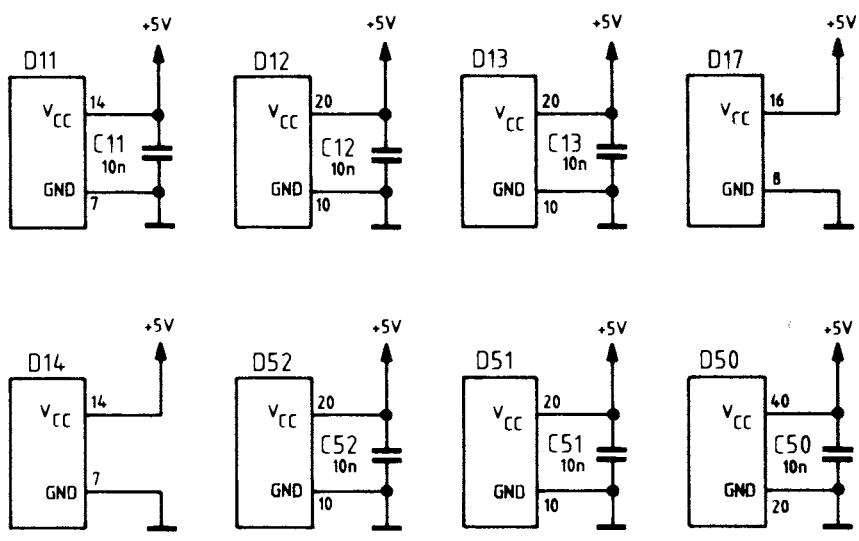 +5V +5V +5V +5V
D11 D12 D13 D17
14 20 20 16
VCC VCC VCC VCC
C11 C12 C13
10n 10n 10n
GND GND GND GND 8
7 10 10
+5V +5V +5V +5V
D14 D52 D51 D50
14 20 20 40
VCC VCC VCC VCC
C52 C51 C50
10n 10n 10n
7
GND GND GND GND
10 10 20